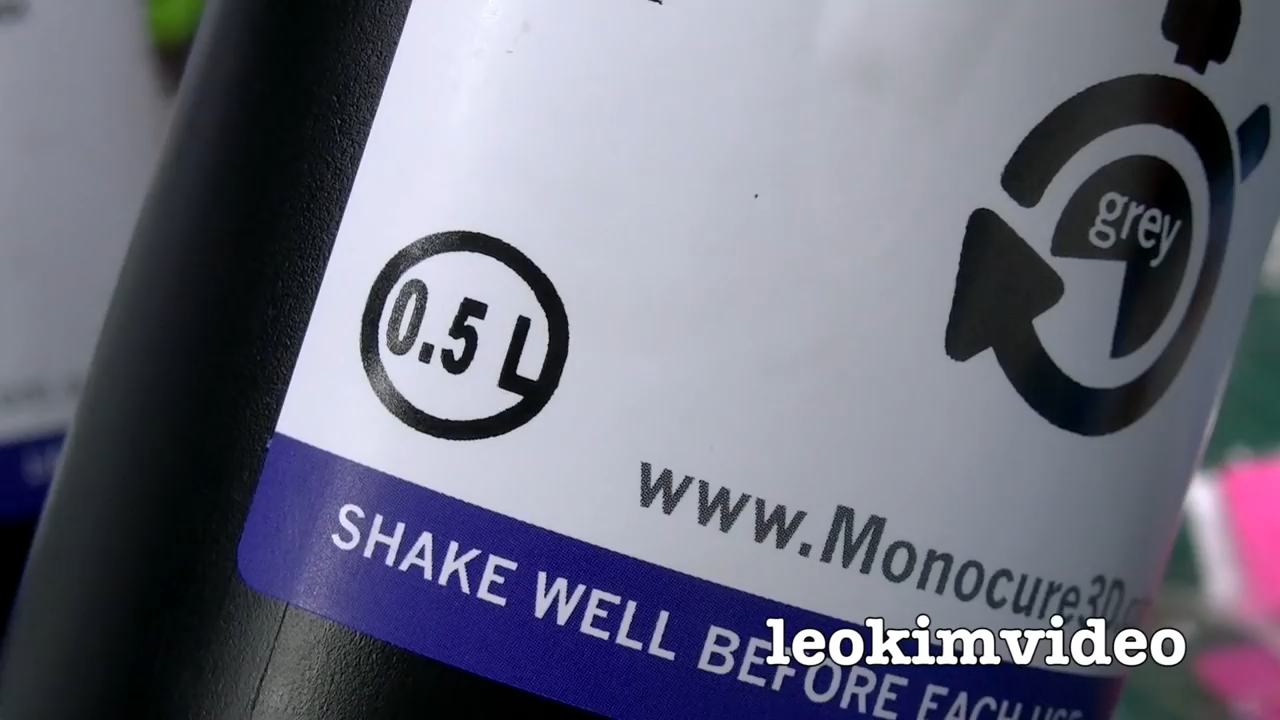 grey
0.5 L
www.Monocure3D.
SHAKE WELL BEFORE EACH USE
leokimvideo